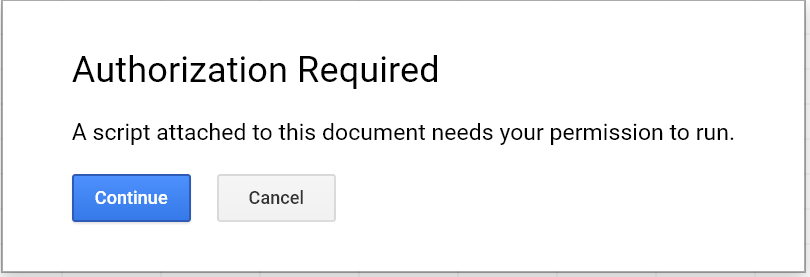 Authorization Required
A script attached to this document needs your permission to run.
Continue
Cancel